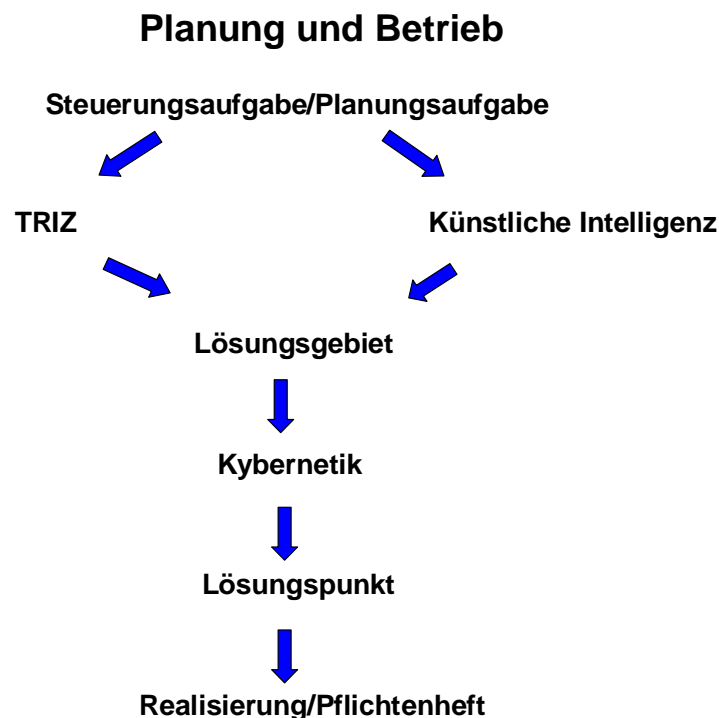 Planung und Betrieb
Steuerungsaufgabe/Planungsaufgabe
TRIZ
Künstliche Intelligenz
Lösungsgebiet
Kybernetik
Lösungspunkt
Realisierung/Pflichtenheft